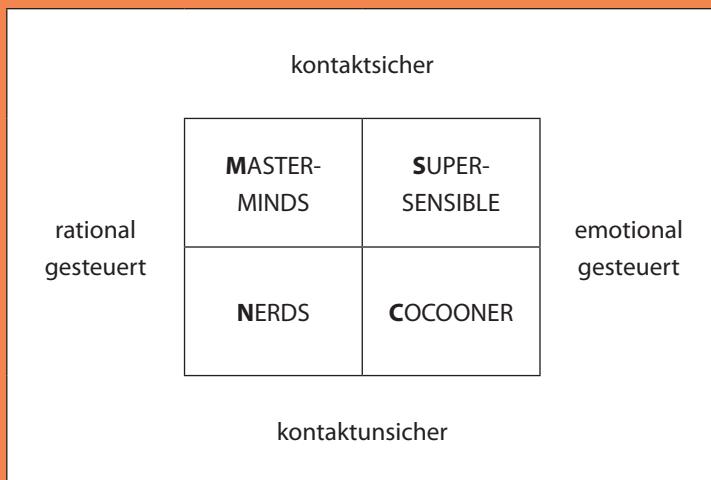 kontaktsicher
MASTER-
MINDS
SUPER-
SENSIBLE
rational
gesteuert
emotional
gesteuert
NERDS
COCOONER
kontaktunsicher